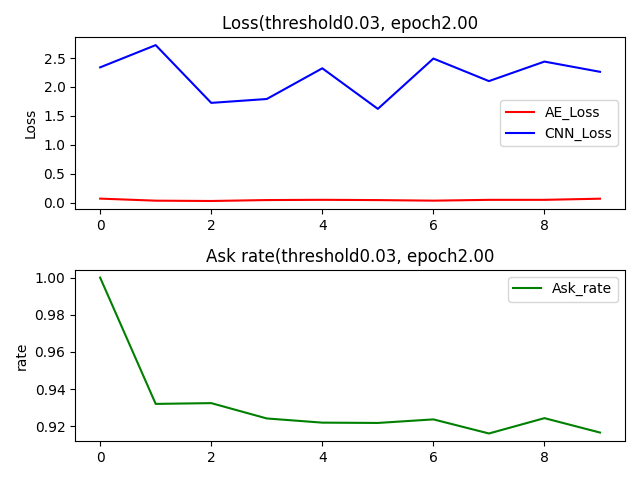 Loss(threshold0.03, epoch2.00
2.5
2.0
1.5
1.0
0.5
0.0
Loss
AE_Loss
CNN_Loss
0 2 4 6 8
Ask rate(threshold0.03, epoch2.00
1.00
0.98
0.96
0.94
0.92
rate
Ask_rate
0 2 4 6 8